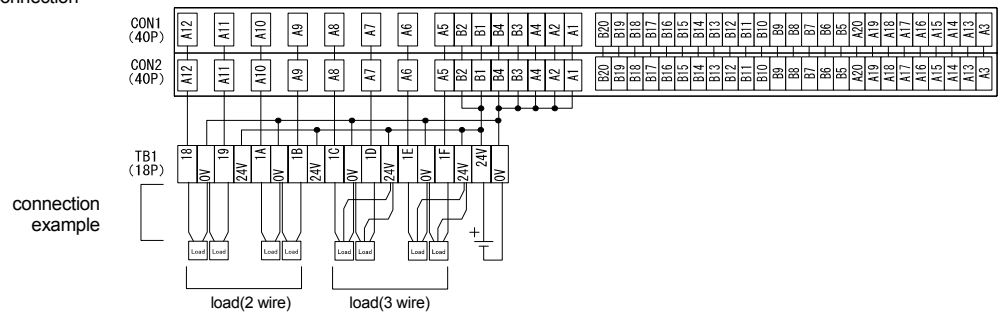 onnection
CON1 A12 A11 A10 A9 A8 A7 A6 A5 B2 B1 B4 B3 A4 A2 A1 B20 B19 B18 B17 B16 B15 B14 B13 B12 B11 B10 B9 B8 B7 B6 B5 A20 A19 A18 A17 A16 A15 A14 A13 A3
(40P)
CON2 A12 A11 A10 A9 A8 A7 A6 A5 B2 B1 B4 B3 A4 A2 A1 B20 B19 B18 B17 B16 B15 B14 B13 B12 B11 B10 B9 B8 B7 B6 B5 A20 A19 A18 A17 A16 A15 A14 A13 A3
(40P)
TB1 18 0V 19 24V 1A 0V 1B 24V 1C 0V 1D 24V 1E 0V 1F 24V 24V 0V
(18P)
connection
example
+
Load Load Load Load Load Load Load Load
load(2 wire) load(3 wire)